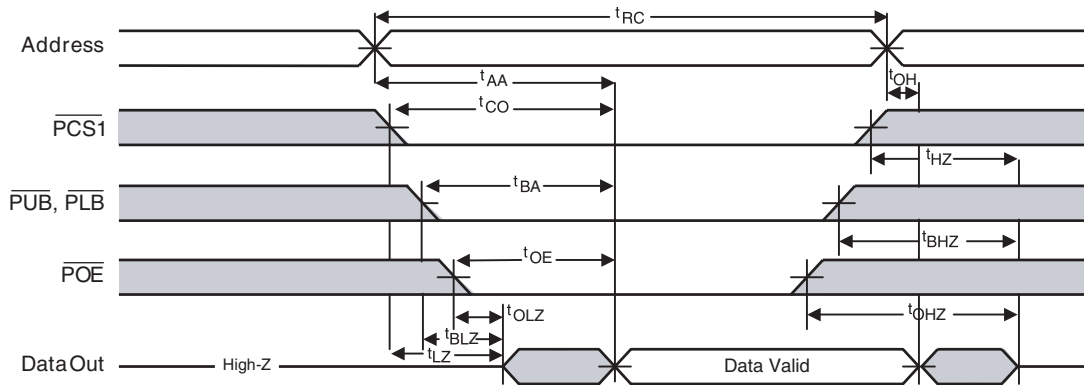 tRC
Address
tOH
tAA
tCO
PCS1
tHZ
tBA
PUB, PLB
tBHZ
tOE
POE
tOLZ
tOHZ
tBLZ
tLZ
Data Out
High-Z
Data Valid